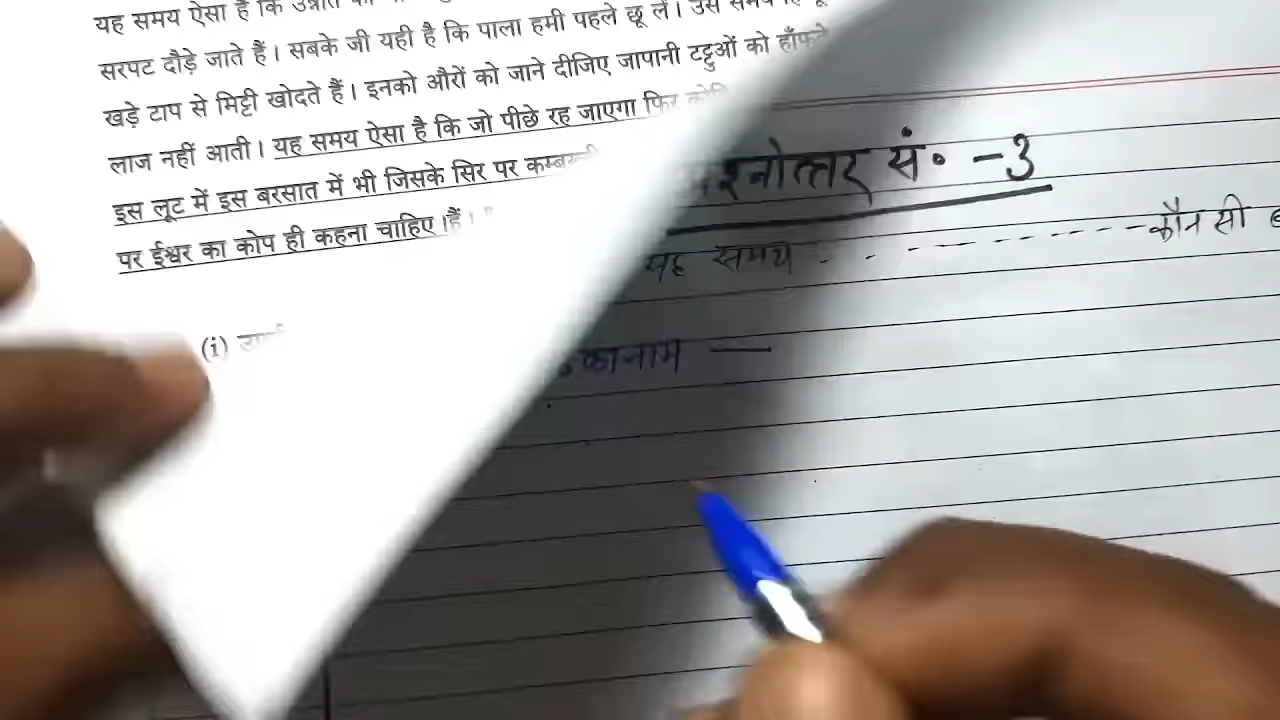 यह समय ऐसा है कि
सरपट दौड़े जाते हैं। सबके जी यही है कि पाला हमी पहले छू लें। उस समय
खड़े टाप से मिट्टी खोदते हैं। इनको औरों को जाने दीजिए जापानी टट्टुओं को हाँफते
लाज नहीं आती। यह समय ऐसा है कि जो पीछे रह जाएगा फिर
इस लूट में इस बरसात में भी जिसके सिर पर
पर ईश्वर का कोप ही कहना चाहिए।हैं। "
(i)
प्रश्नोत्तर सं. -3
यह समय - - - - - - - - - - कौन सी
का नाम —